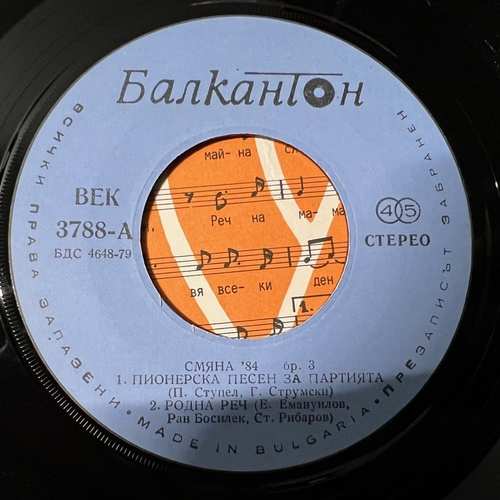 Балкантон
ВСИЧКИ ПРАВА ЗАПАЗЕНИ • MADE IN BULGARIA • ПРЕЗАПИСЪТ ЗАБРАНЕН
ВЕК
3788-А
БДС 4648-79
45
СТЕРЕО
май- на
Реч на ма- ма
вя все- ки ден
1.
СМЯНА '84 бр. 3
1. ПИОНЕРСКА ПЕСЕН ЗА ПАРТИЯТА
(П. Ступел, Г. Струмски)
2. РОДНА РЕЧ (Е. Емануилов,
Ран Босилек, Ст. Рибаров)